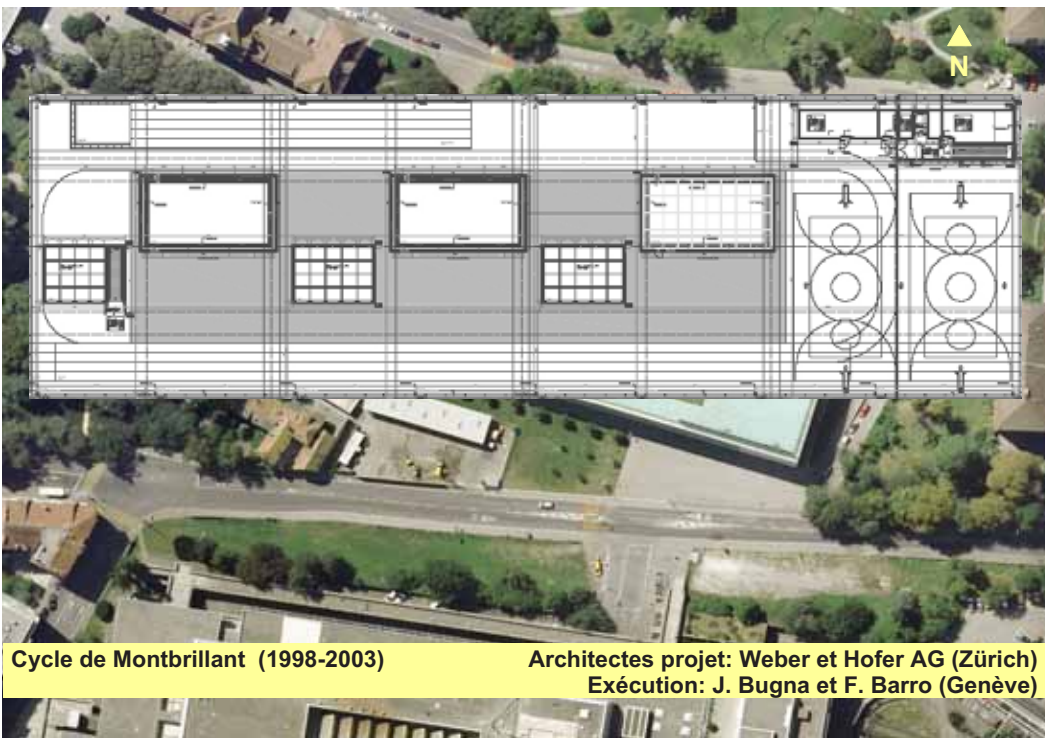 N
Cycle de Montbrillant (1998-2003)
Architectes projet: Weber et Hofer AG (Zürich)
Exécution: J. Bugna et F. Barro (Genève)